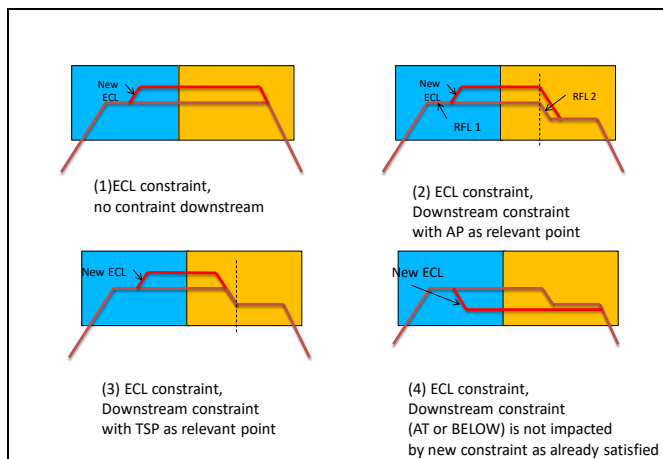 New
ECL
(1)ECL constraint,
no contraint downstream
New
ECL
RFL 1
RFL 2
(2) ECL constraint,
Downstream constraint
with AP as relevant point
New ECL
(3) ECL constraint,
Downstream constraint
with TSP as relevant point
New ECL
(4) ECL constraint,
Downstream constraint
(AT or BELOW) is not impacted
by new constraint as already satisfied